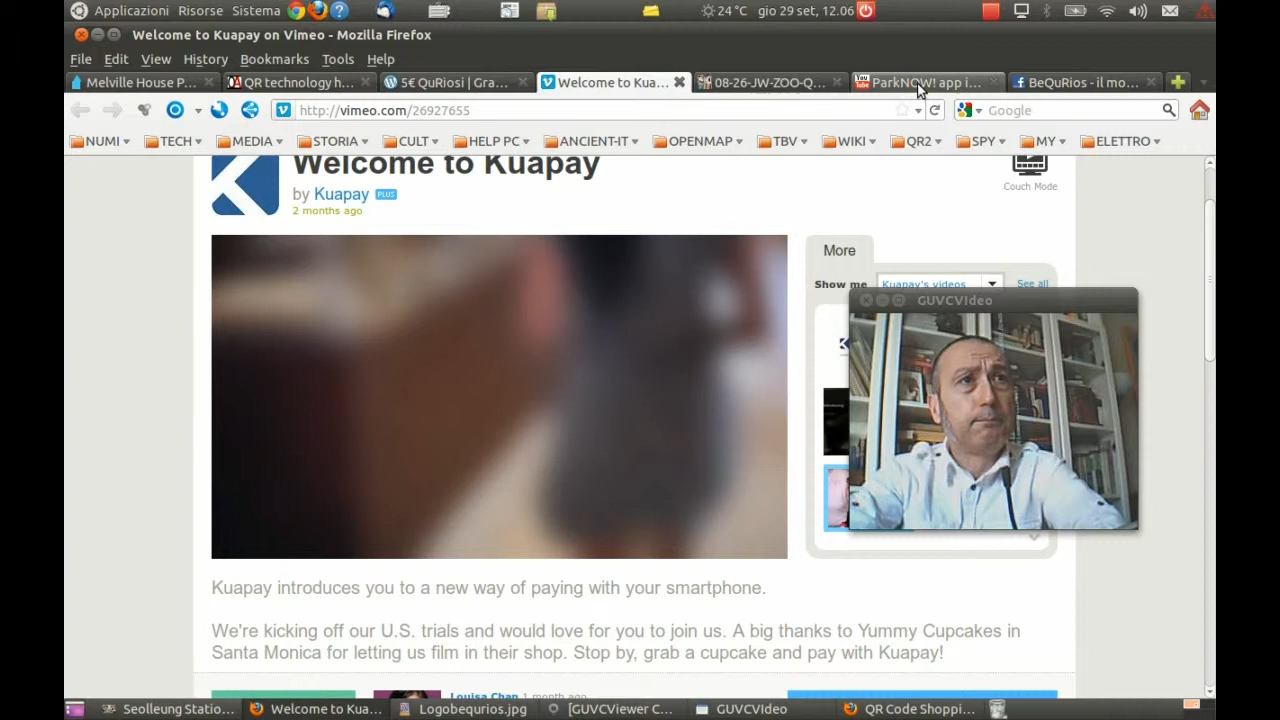 Applicazioni Risorse Sistema
24°C gio 29 set, 12.06
Welcome to Kuapay on Vimeo - Mozilla Firefox
File Edit View History Bookmarks Tools Help
Melville House P... QR technology h... 5€ QuRiosi | Gra... Welcome to Kua... 08-26-JW-ZOO-Q... You Tube ParkNOW! app i... BeQuRios - il mo...
http://vimeo.com/26927655 Google
NUMI TECH MEDIA STORIA CULT HELP PC ANCIENT-IT OPENMAP TBV WIKI QR2 SPY MY ELETTRO
Welcome to Kuapay
by Kuapay PLUS
2 months ago
Couch Mode
More
Show me Kuapay's videos See all
GUVCVIdeo
Kuapay introduces you to a new way of paying with your smartphone.
We're kicking off our U.S. trials and would love for you to join us. A big thanks to Yummy Cupcakes in
Santa Monica for letting us film in their shop. Stop by, grab a cupcake and pay with Kuapay!
Louisa Chan 1 month ago
Seolleung Statio... Welcome to Kua... Logobequrios.jpg [GUVCViewer C... GUVCVIdeo QR Code Shoppi...